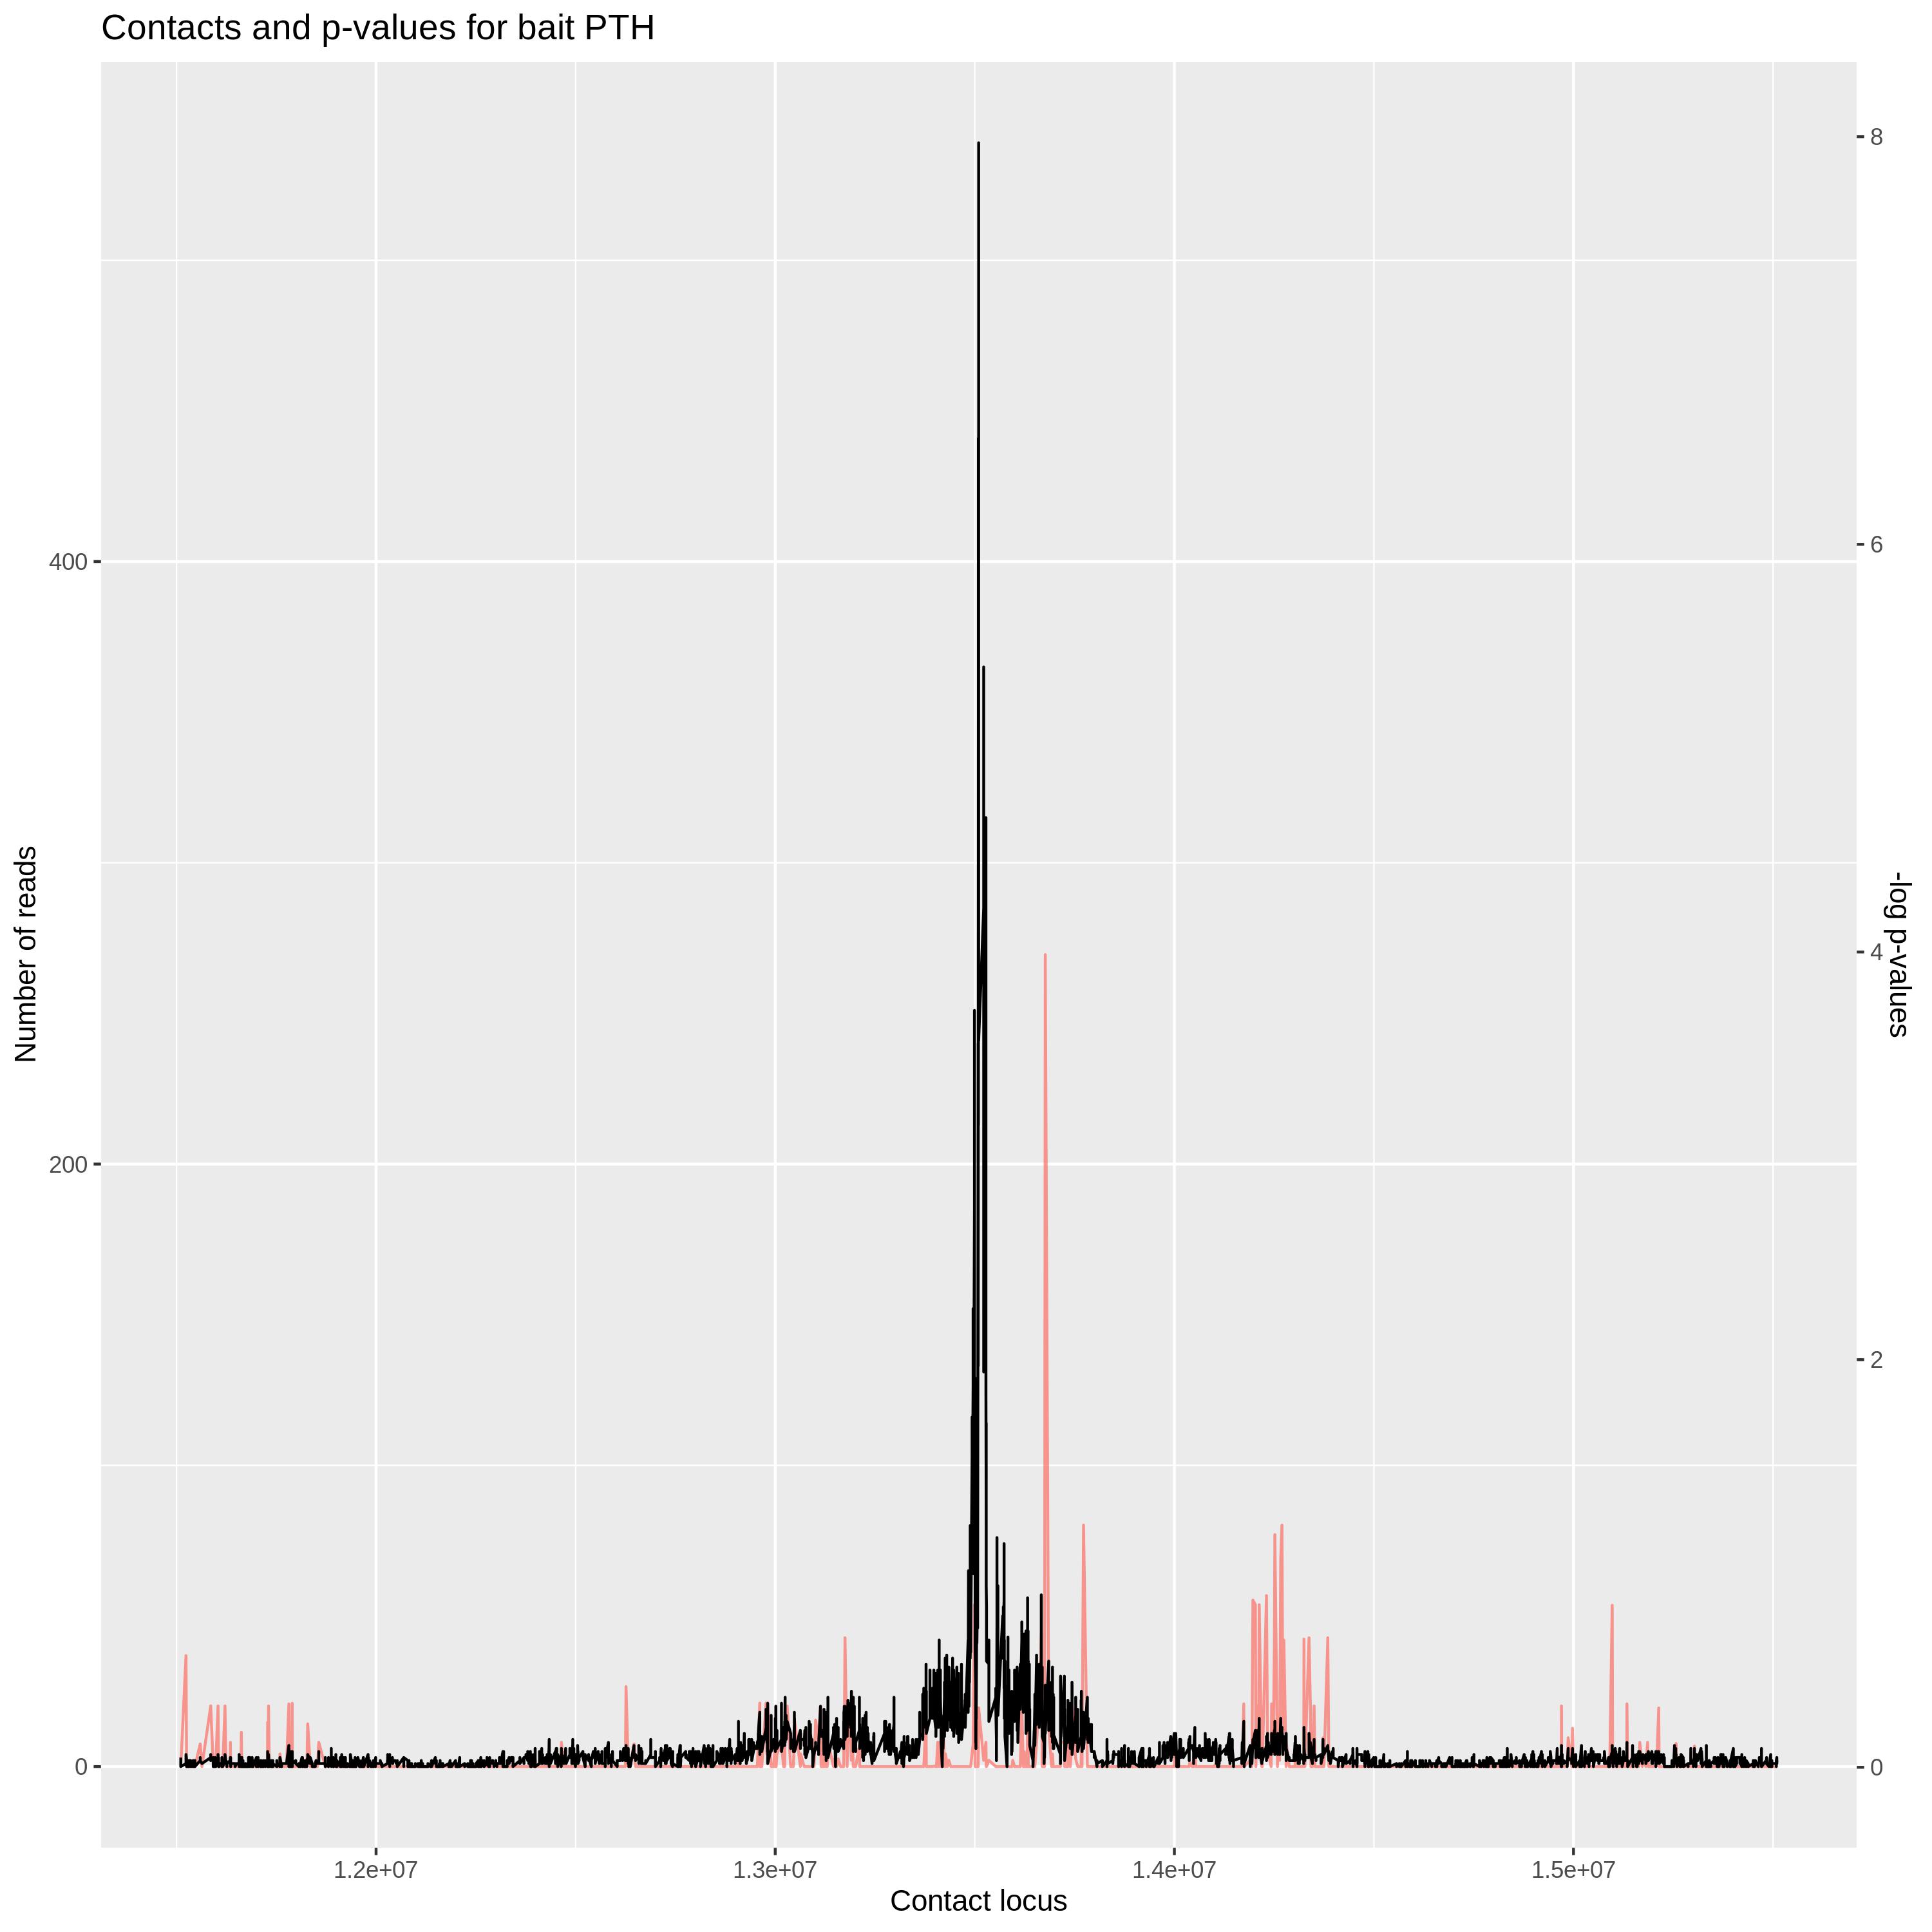 Contacts and p-values for bait PTH
Number of reads
400
200
0
8
6
4
2
0
-log p-values
1.2e+07
1.3e+07
1.4e+07
1.5e+07
Contact locus